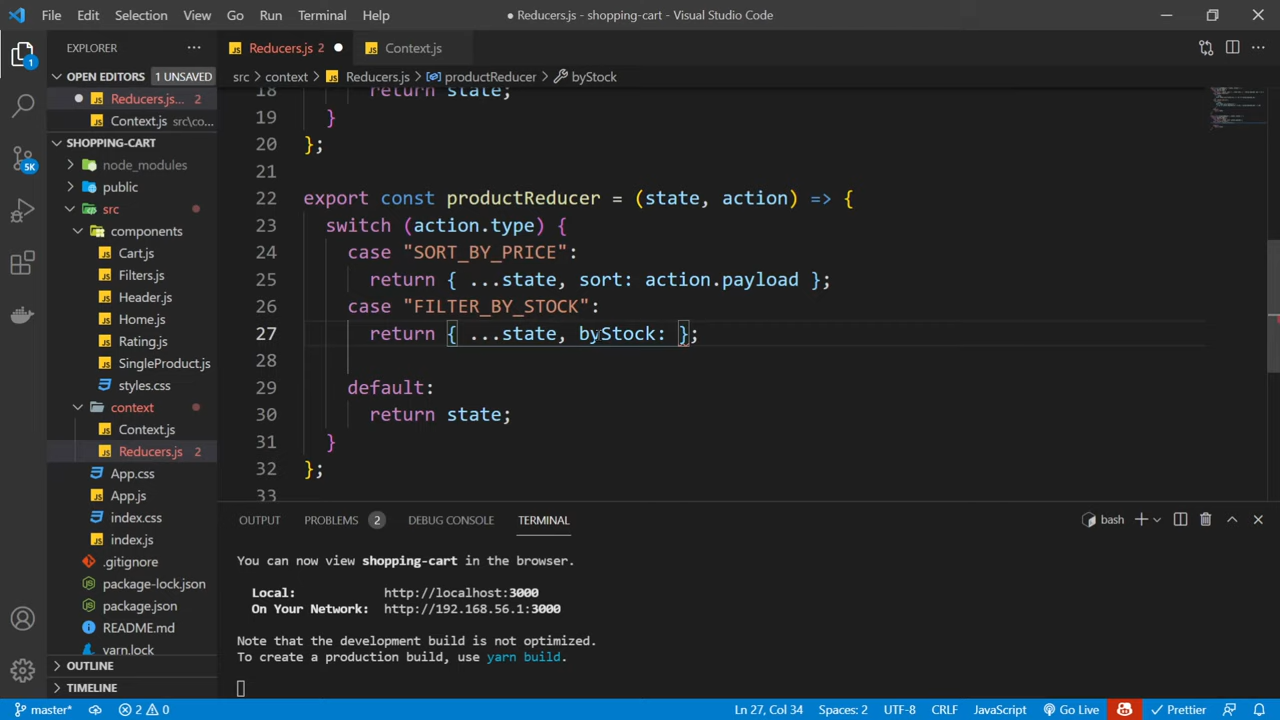 File Edit Selection View Go Run Terminal Help
● Reducers.js - shopping-cart - Visual Studio Code
EXPLORER
OPEN EDITORS 1 UNSAVED
Reducers.js... 2
Context.js src\co...
SHOPPING-CART
node_modules
public
src
components
Cart.js
Filters.js
Header.js
Home.js
Rating.js
SingleProduct.js
styles.css
context
Context.js
Reducers.js 2
App.css
App.js
index.css
index.js
.gitignore
package-lock.json
package.json
README.md
yarn.lock
OUTLINE
TIMELINE
1
5K
Reducers.js 2 ●
Context.js
src > context > Reducers.js > productReducer > byStock
18 return state;
19 }
20 };
21
22 export const productReducer = (state, action) => {
23 switch (action.type) {
24 case "SORT_BY_PRICE":
25 return { ...state, sort: action.payload };
26 case "FILTER_BY_STOCK":
27 return { ...state, byStock: };
28
29 default:
30 return state;
31 }
32 };
33
OUTPUT PROBLEMS 2 DEBUG CONSOLE TERMINAL
bash
You can now view shopping-cart in the browser.
Local: http://localhost:3000
On Your Network: http://192.168.56.1:3000
Note that the development build is not optimized.
To create a production build, use yarn build.
master* 2 0
Ln 27, Col 34 Spaces: 2 UTF-8 CRLF JavaScript Go Live Prettier